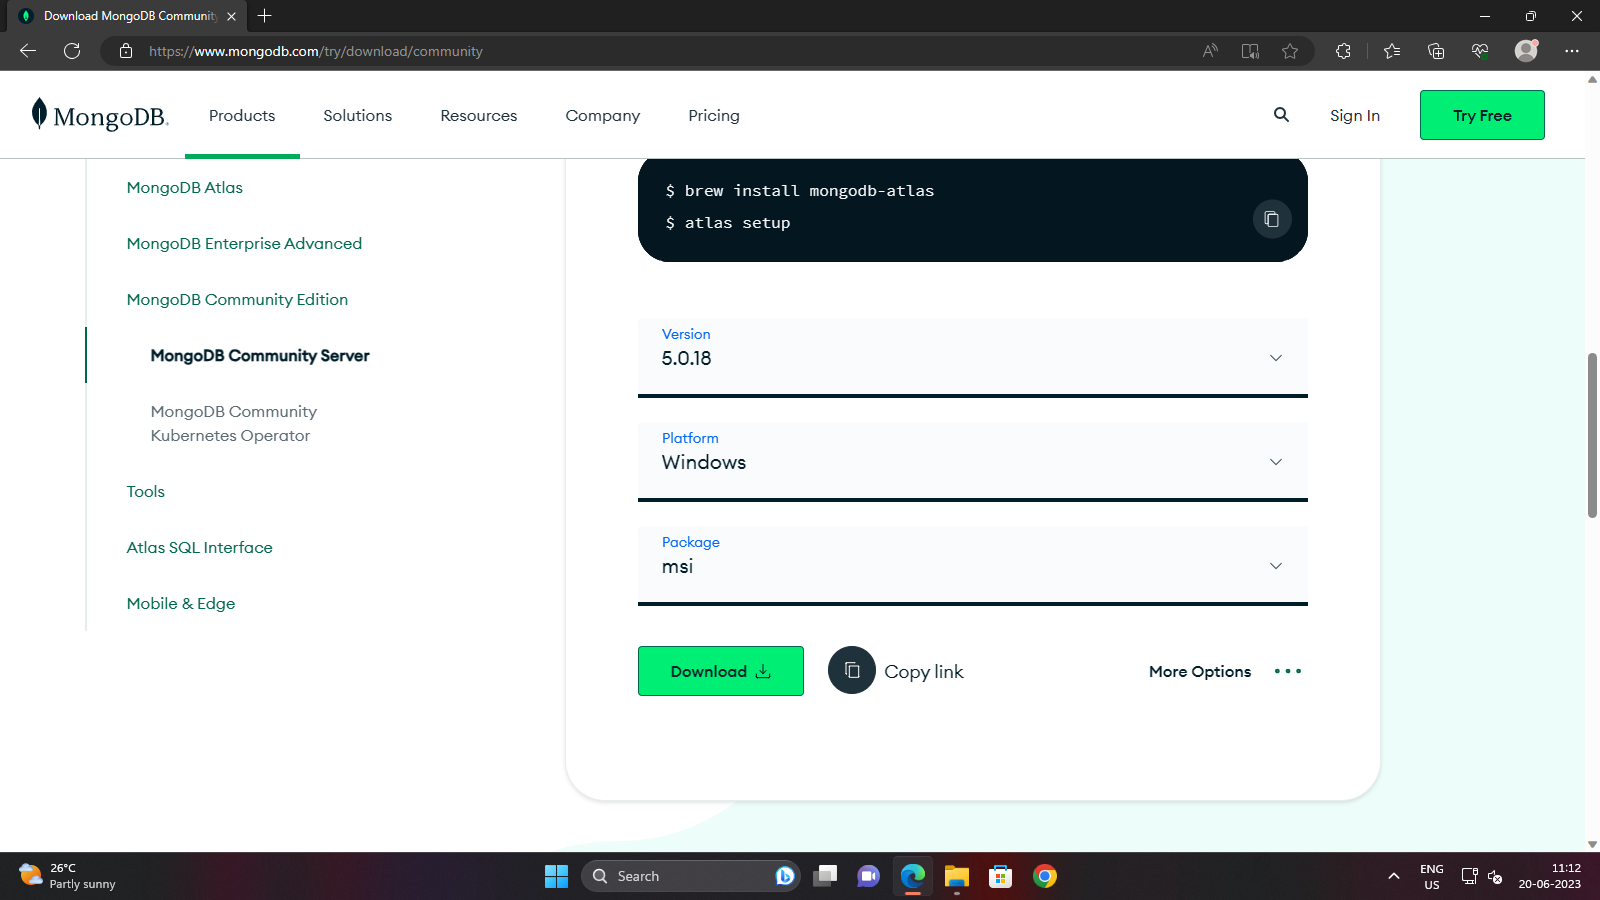 Download MongoDB Community
https://www.mongodb.com/try/download/community
MongoDB.
Products
Solutions
Resources
Company
Pricing
Sign In
Try Free
MongoDB Atlas
MongoDB Enterprise Advanced
MongoDB Community Edition
MongoDB Community Server
MongoDB Community
Kubernetes Operator
Tools
Atlas SQL Interface
Mobile & Edge
$ brew install mongodb-atlas
$ atlas setup
Version
5.0.18
Platform
Windows
Package
msi
Download
Copy link
More Options
26°C
Partly sunny
Search
ENG
US
11:12
20-06-2023